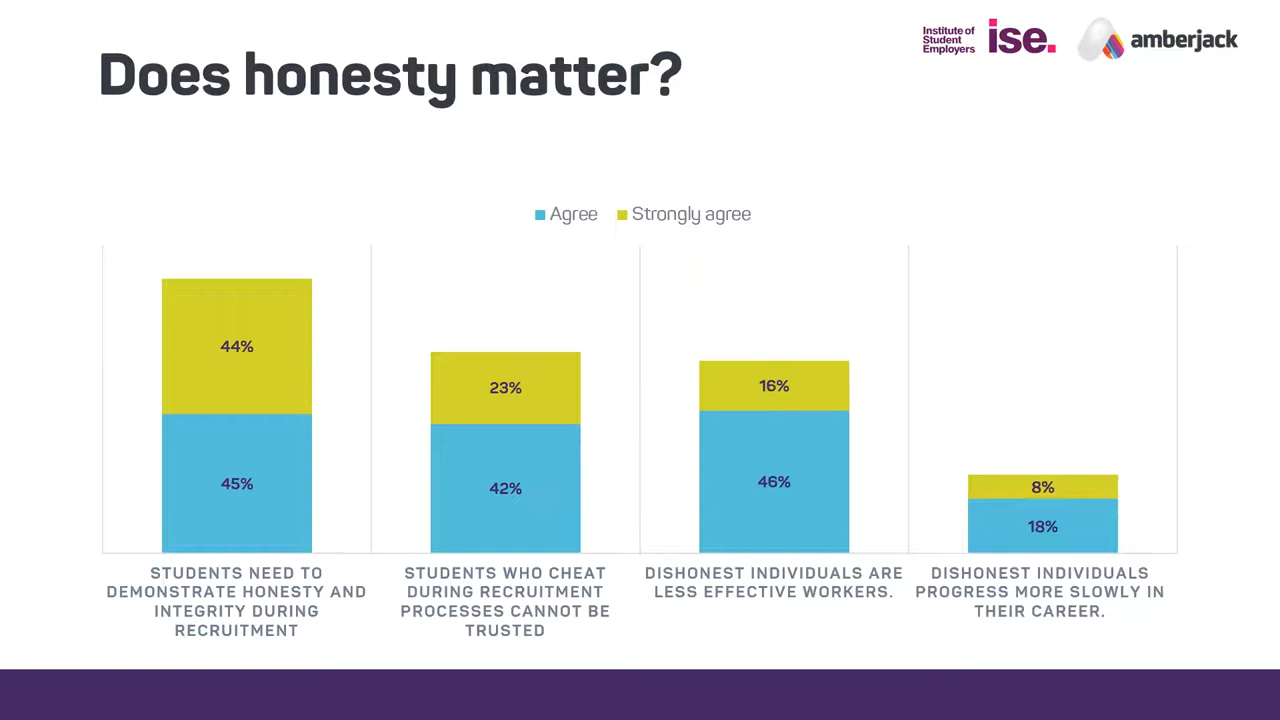 Does honesty matter?
Institute of
Student
Employers
ise.
amberjack
Agree
Strongly agree
44%
45%
23%
42%
16%
46%
8%
18%
STUDENTS NEED TO
DEMONSTRATE HONESTY AND
INTEGRITY DURING
RECRUITMENT
STUDENTS WHO CHEAT
DURING RECRUITMENT
PROCESSES CANNOT BE
TRUSTED
DISHONEST INDIVIDUALS ARE
LESS EFFECTIVE WORKERS.
DISHONEST INDIVIDUALS
PROGRESS MORE SLOWLY IN
THEIR CAREER.